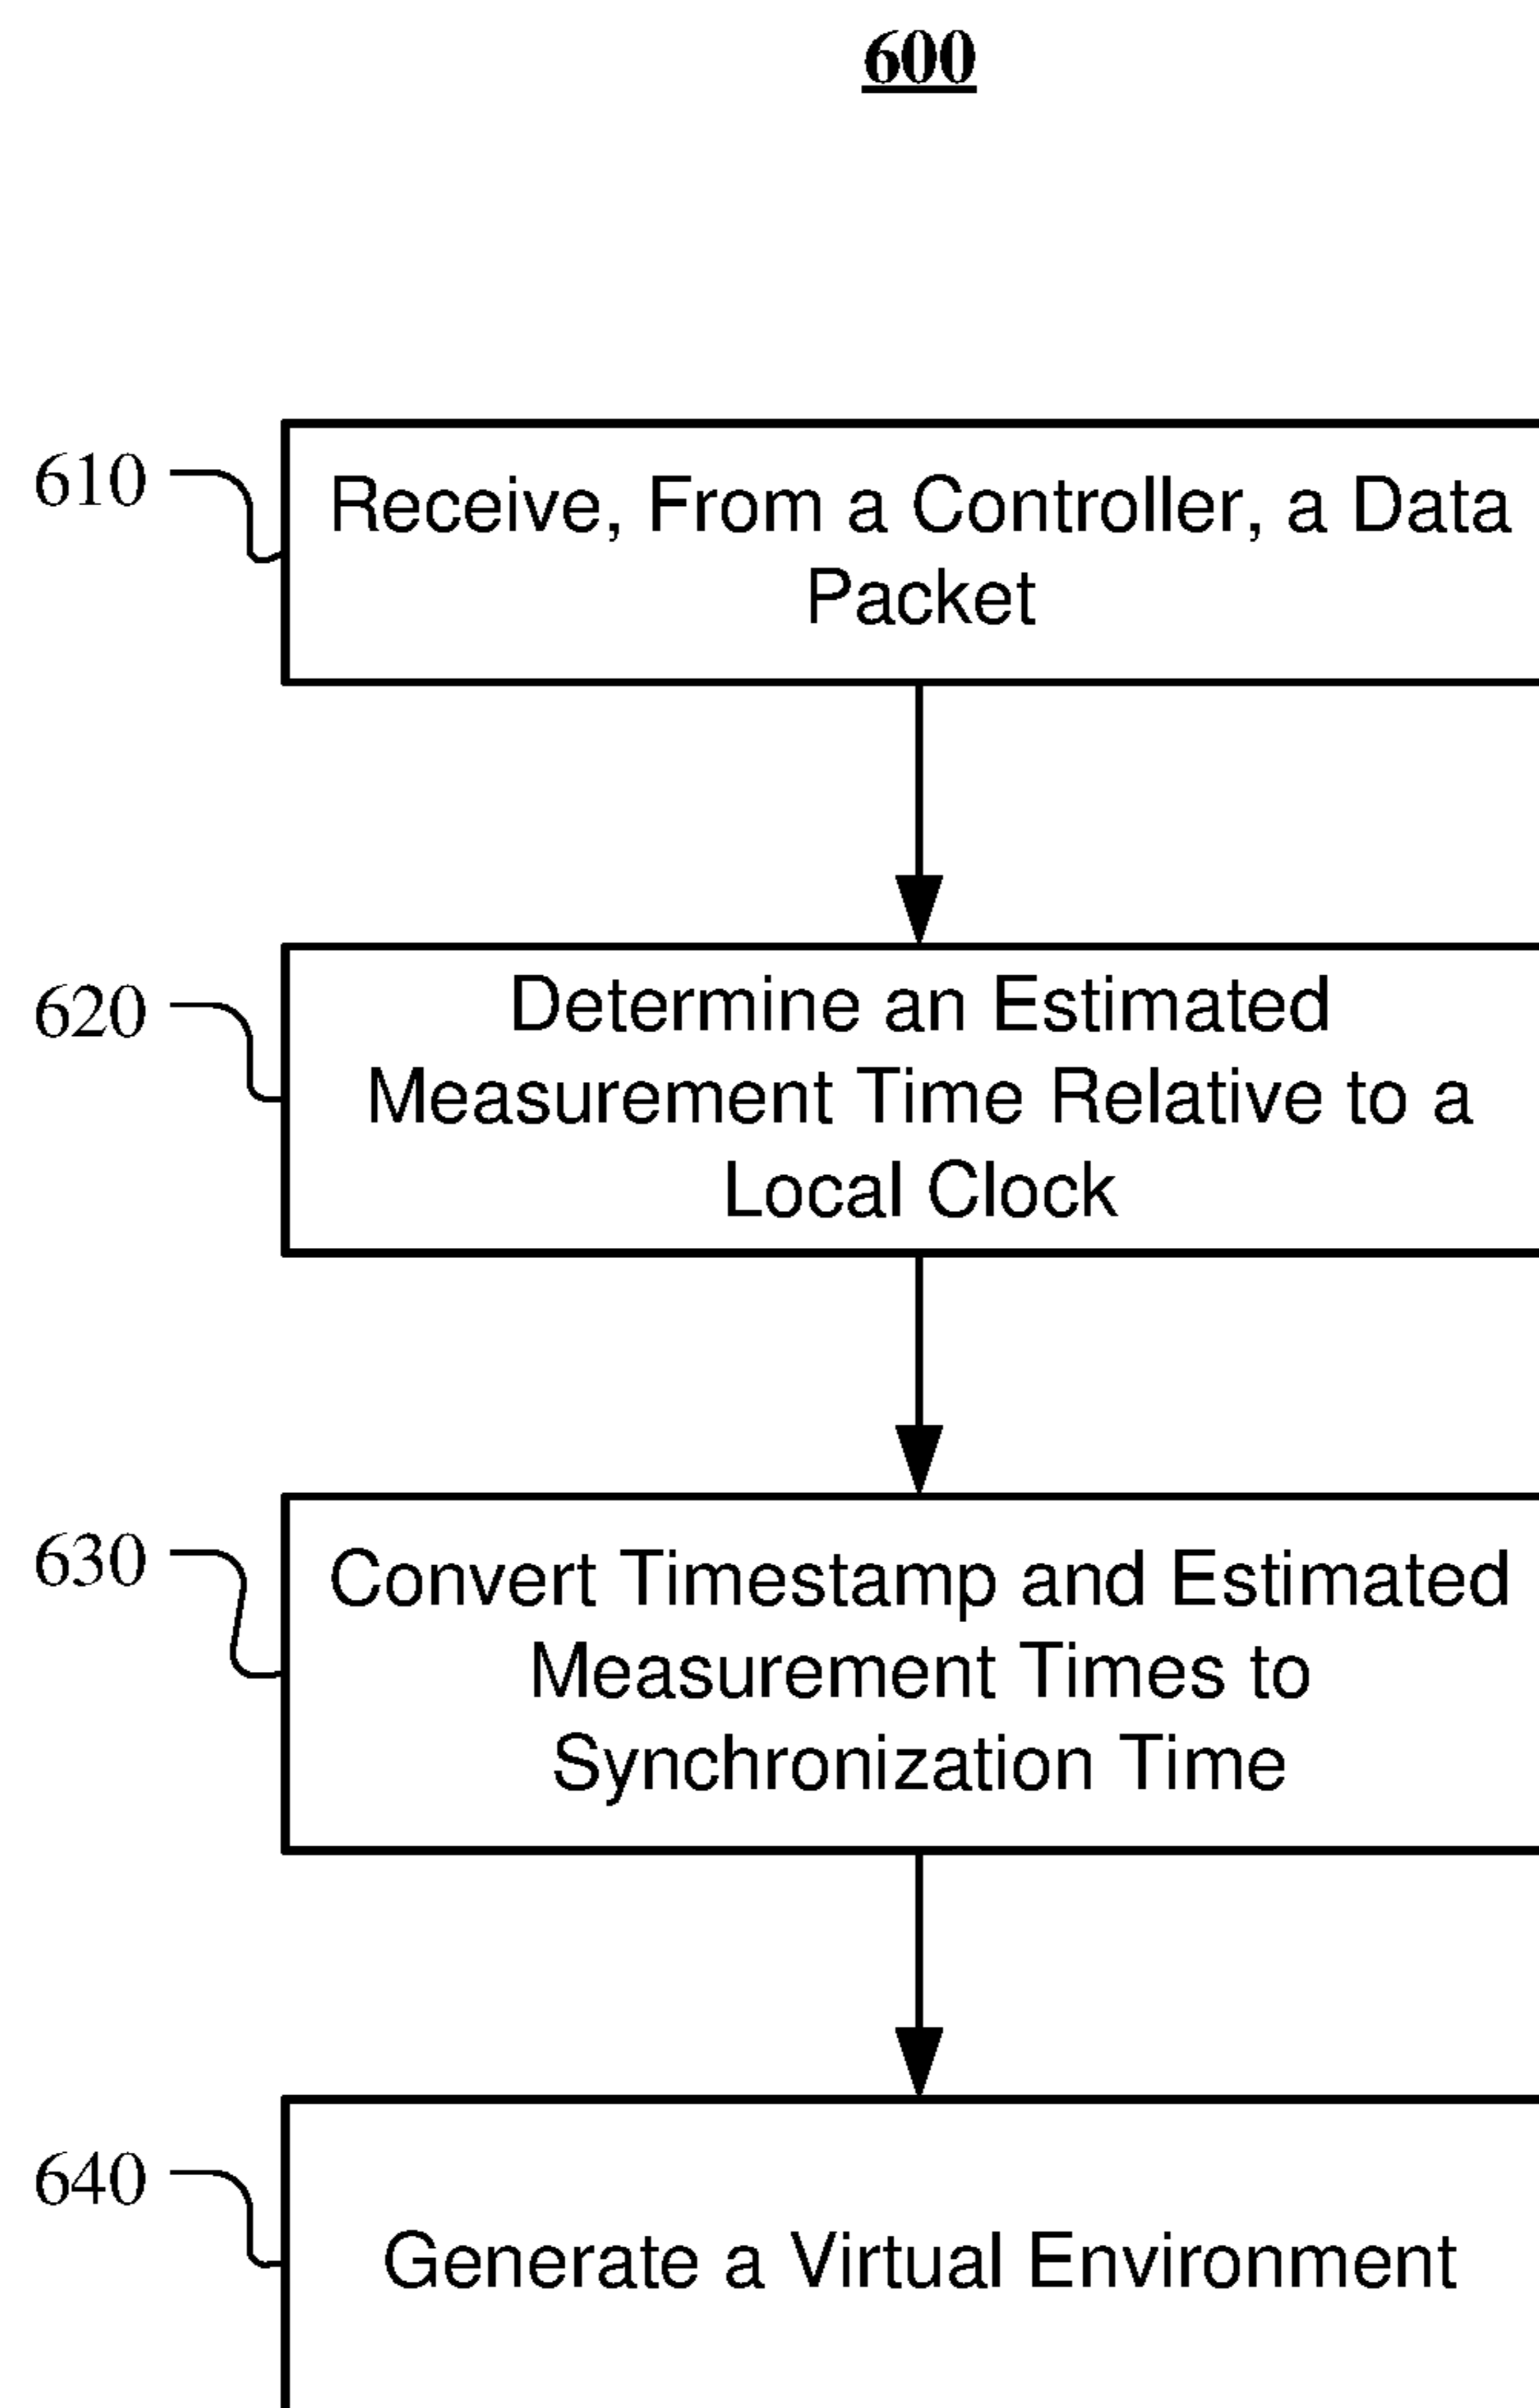 600
610
Receive, From a Controller, a Data
Packet
620
Determine an Estimated
Measurement Time Relative to a
Local Clock
630
Convert Timestamp and Estimated
Measurement Times to
Synchronization Time
640
Generate a Virtual Environment